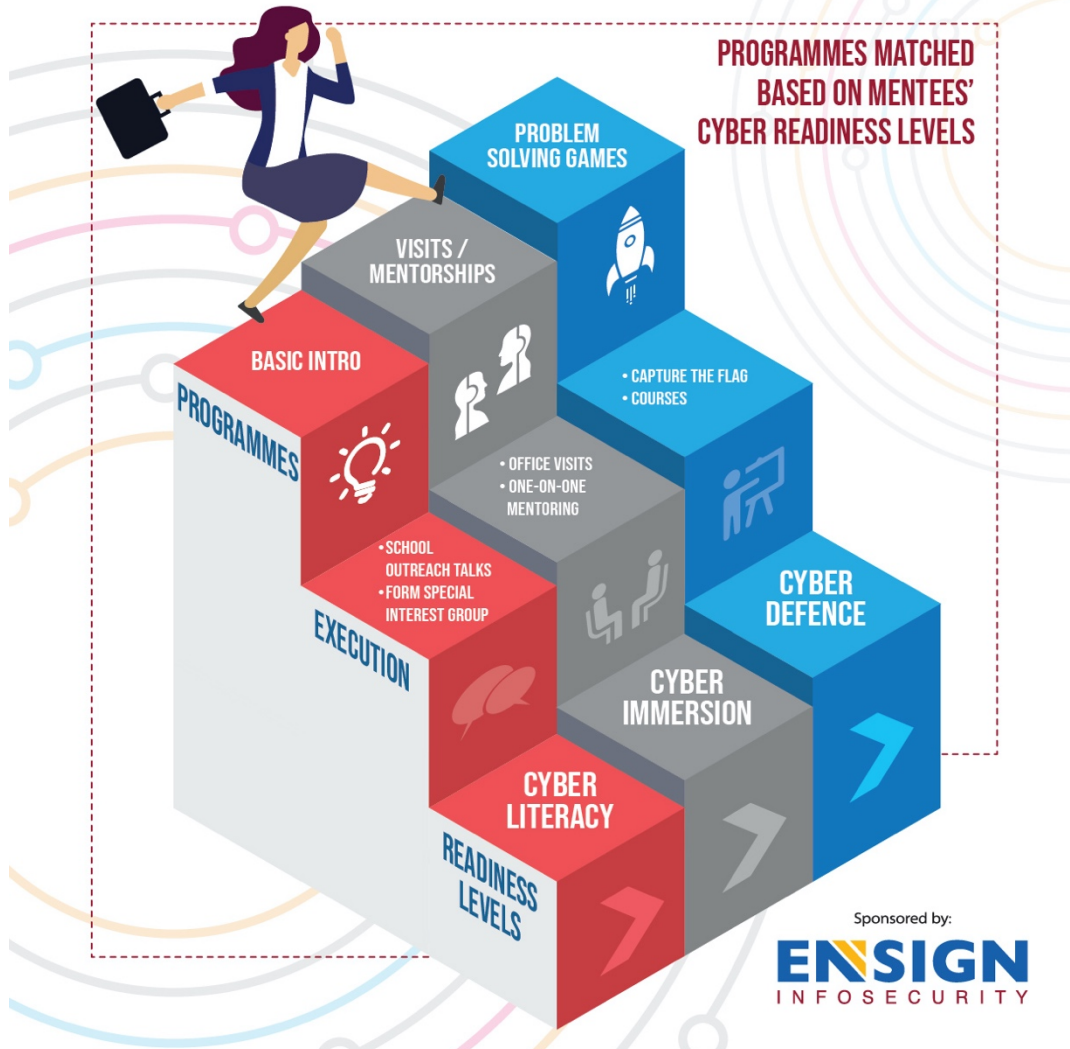 PROGRAMMES MATCHED
BASED ON MENTEES'
CYBER READINESS LEVELS
PROBLEM
SOLVING GAMES
VISITS /
MENTORSHIPS
BASIC INTRO
PROGRAMMES
• CAPTURE THE FLAG
• COURSES
• OFFICE VISITS
• ONE-ON-ONE
MENTORING
• SCHOOL
OUTREACH TALKS
• FORM SPECIAL
INTEREST GROUP
EXECUTION
CYBER
DEFENCE
CYBER
IMMERSION
CYBER
LITERACY
READINESS
LEVELS
Sponsored by:
ENSIGN
INFOSECURITY